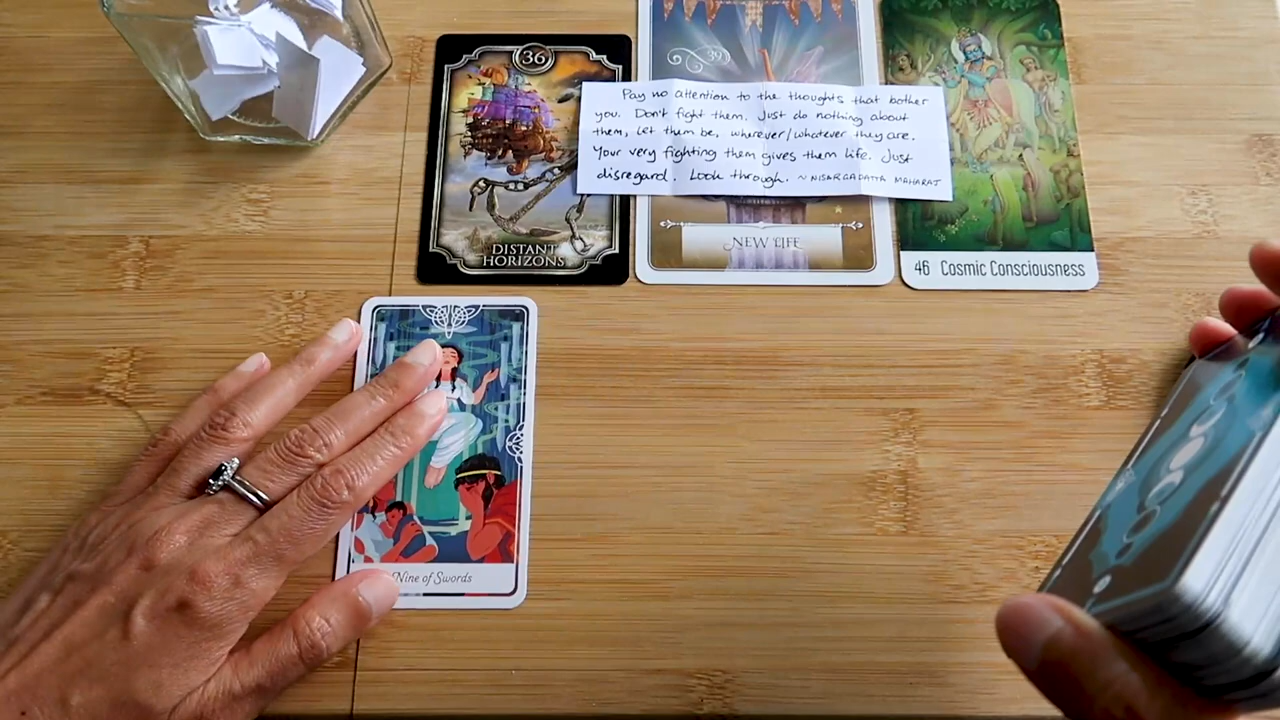 36
39
Pay no attention to the thoughts that bother
you. Don't fight them. Just do nothing about
them, let them be, wherever/whatever they are.
Your very fighting them gives them life. Just
disregard. Look through. ~ NISARGADATTA MAHARAJ
DISTANT
HORIZONS
NEW LIFE
46 Cosmic Consciousness
Nine of Swords